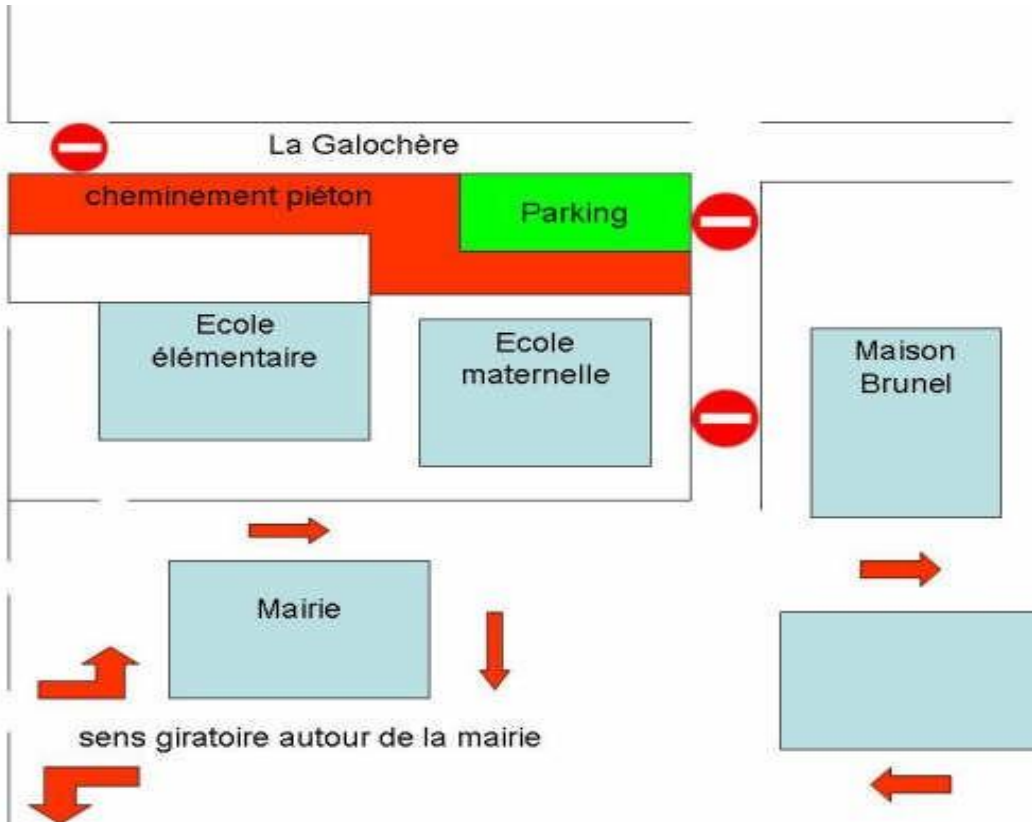 La Galochère
cheminement piéton
Parking
Ecole
élémentaire
Ecole
maternelle
Maison
Brunel
Mairie
sens giratoire autour de la mairie